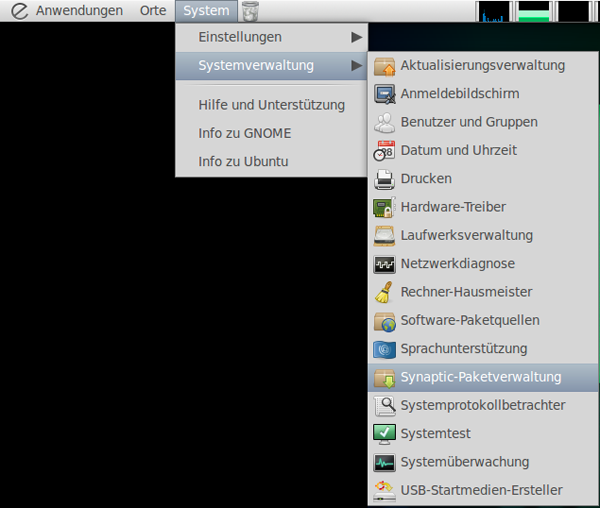 Anwendungen Orte System
Einstellungen
Systemverwaltung
Hilfe und Unterstützung
Info zu GNOME
Info zu Ubuntu
Aktualisierungsverwaltung
Anmeldebildschirm
Benutzer und Gruppen
Datum und Uhrzeit
Drucken
Hardware-Treiber
Laufwerksverwaltung
Netzwerkdiagnose
Rechner-Hausmeister
Software-Paketquellen
Sprachunterstützung
Synaptic-Paketverwaltung
Systemprotokollbetrachter
Systemtest
Systemüberwachung
USB-Startmedien-Ersteller